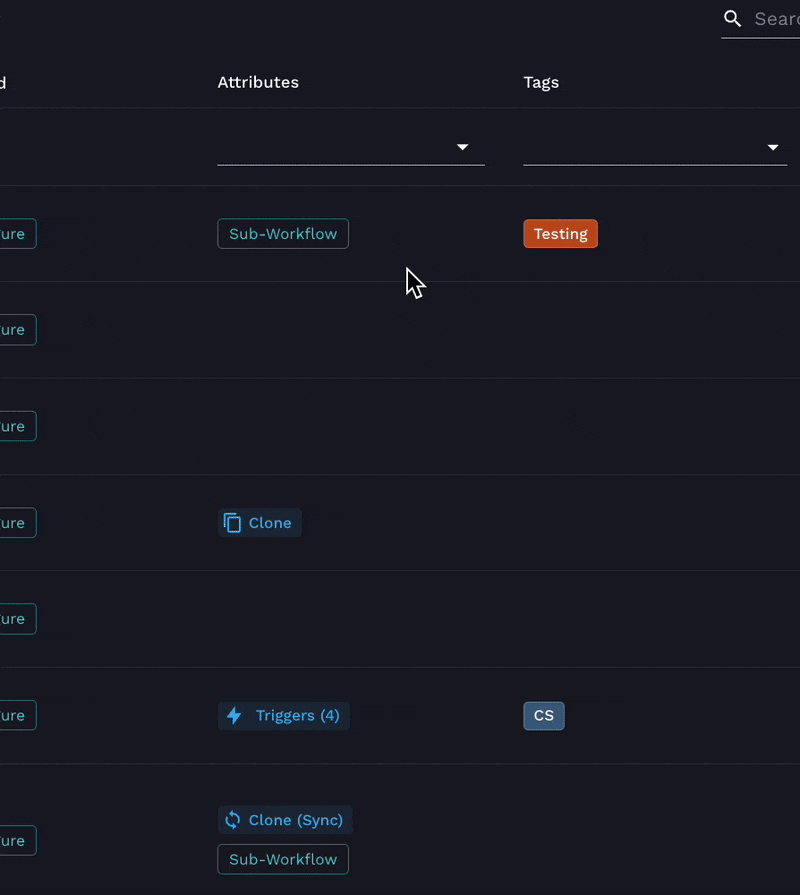 Searc
d Attributes Tags
ure Sub-Workflow Testing
ure
ure
ure Clone
ure
ure Triggers (4) CS
Clone (Sync)
ure
Sub-Workflow